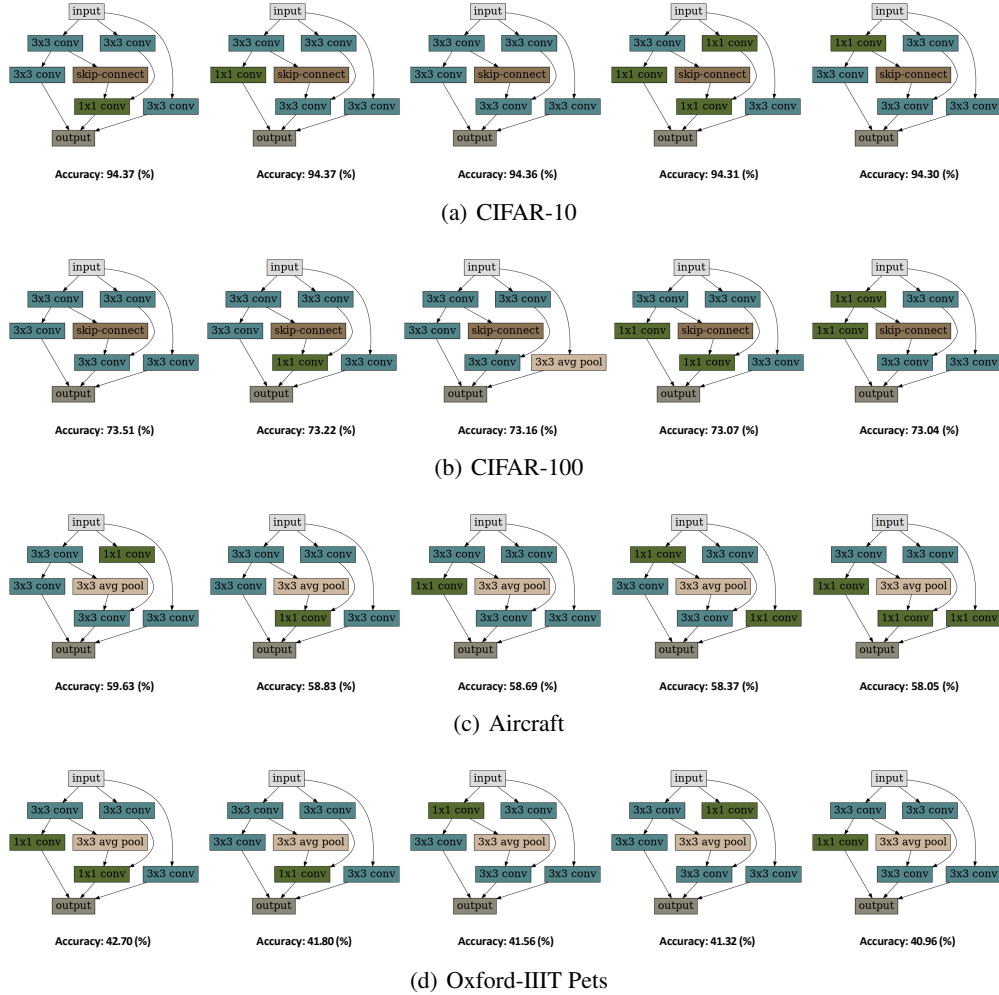 input input input input input
3x3 conv 3x3 conv 3x3 conv 3x3 conv 3x3 conv 3x3 conv 3x3 conv 1x1 conv 1x1 conv 3x3 conv
3x3 conv skip-connect 1x1 conv skip-connect 3x3 conv skip-connect 1x1 conv skip-connect 3x3 conv skip-connect
1x1 conv 3x3 conv 3x3 conv 3x3 conv 3x3 conv 3x3 conv 1x1 conv 3x3 conv 3x3 conv 3x3 conv
output output output output output
Accuracy: 94.37 (%) Accuracy: 94.37 (%) Accuracy: 94.36 (%) Accuracy: 94.31 (%) Accuracy: 94.30 (%)
(a) CIFAR-10
input input input input input
3x3 conv 3x3 conv 3x3 conv 3x3 conv 3x3 conv 3x3 conv 3x3 conv 3x3 conv 1x1 conv 3x3 conv
3x3 conv skip-connect 3x3 conv skip-connect 3x3 conv skip-connect 1x1 conv skip-connect 1x1 conv skip-connect
3x3 conv 3x3 conv 1x1 conv 3x3 conv 3x3 conv 3x3 avg pool 1x1 conv 3x3 conv 3x3 conv 3x3 conv
output output output output output
Accuracy: 73.51 (%) Accuracy: 73.22 (%) Accuracy: 73.16 (%) Accuracy: 73.07 (%) Accuracy: 73.04 (%)
(b) CIFAR-100
input input input input input
3x3 conv 1x1 conv 3x3 conv 3x3 conv 3x3 conv 3x3 conv 1x1 conv 3x3 conv 3x3 conv 3x3 conv
3x3 conv 3x3 avg pool 3x3 conv 3x3 avg pool 1x1 conv 3x3 avg pool 3x3 conv 3x3 avg pool 1x1 conv 3x3 avg pool
3x3 conv 3x3 conv 1x1 conv 3x3 conv 3x3 conv 3x3 conv 3x3 conv 1x1 conv 1x1 conv 1x1 conv
output output output output output
Accuracy: 59.63 (%) Accuracy: 58.83 (%) Accuracy: 58.69 (%) Accuracy: 58.37 (%) Accuracy: 58.05 (%)
(c) Aircraft
input input input input input
3x3 conv 3x3 conv 3x3 conv 3x3 conv 1x1 conv 3x3 conv 3x3 conv 1x1 conv 3x3 conv 3x3 conv
1x1 conv 3x3 avg pool 3x3 conv 3x3 avg pool 3x3 conv 3x3 avg pool 3x3 conv 3x3 avg pool 1x1 conv 3x3 avg pool
1x1 conv 3x3 conv 1x1 conv 3x3 conv 3x3 conv 3x3 conv 3x3 conv 3x3 conv 3x3 conv 3x3 conv
output output output output output
Accuracy: 42.70 (%) Accuracy: 41.80 (%) Accuracy: 41.56 (%) Accuracy: 41.32 (%) Accuracy: 40.96 (%)
(d) Oxford-IIIT Pets